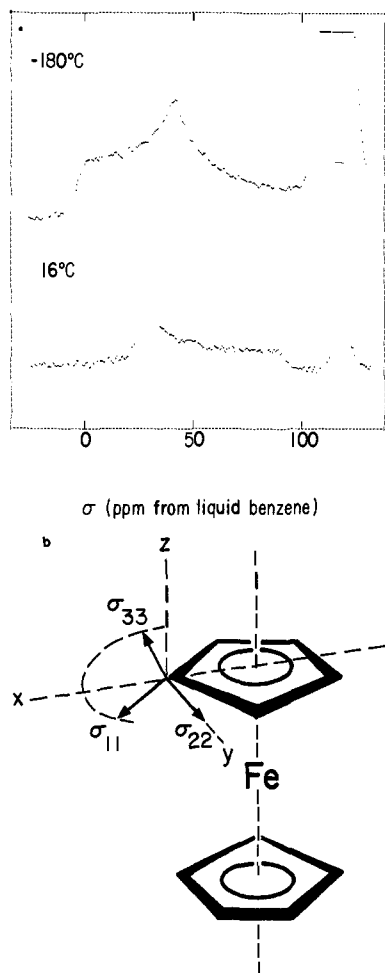 -180°C
16°C
0 50 100
σ (ppm from liquid benzene)
b
z
σ33
x
σ11
σ22
y
Fe